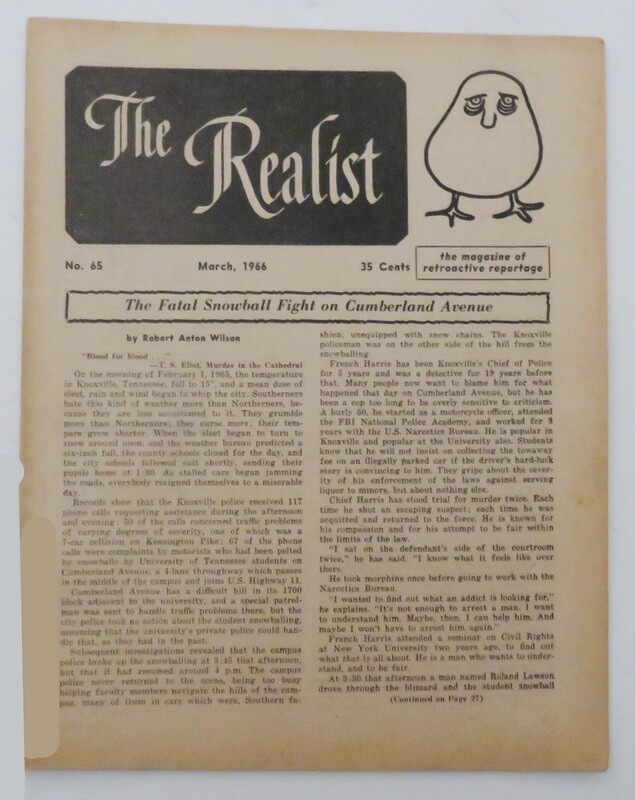 The Realist
No. 65 March, 1966 35 Cents
the magazine of
retroactive reportage
The Fatal Snowball Fight on Cumberland Avenue
by Robert Anton Wilson
"Blood for blood . . ."
—T. S. Eliot, Murder in the Cathedral
On the morning of February 1, 1965, the temperature
in Knoxville, Tennessee, fell to 15°, and a mean dose of
sleet, rain and wind began to whip the city. Southerners
hate this kind of weather more than Northerners, be-
cause they are less accustomed to it. They grumble
more than Northerners; they curse more; their tem-
pers grow shorter. When the sleet began to turn to
snow around noon, and the weather bureau predicted a
six-inch fall, the county schools closed for the day, and
the city schools followed suit shortly, sending their
pupils home at 1:30. As stalled cars began jamming
the roads, everybody resigned themselves to a miserable
day.
Records show that the Knoxville police received 117
phone calls requesting assistance during the afternoon
and evening: 50 of the calls concerned traffic problems
of varying degrees of severity, one of which was a
7-car collision on Kensington Pike; 67 of the phone
calls were complaints by motorists who had been pelted
by snowballs by University of Tennessee students on
Cumberland Avenue, a 4-lane throughway which passes
in the middle of the campus and joins U.S. Highway 11.
Cumberland Avenue has a difficult hill in its 1700
block adjacent to the university, and a special patrol-
man was sent to handle traffic problems there, but the
city police took no action about the student snowballing,
assuming that the university's private police could han-
dle that, as they had in the past.
Subsequent investigations revealed that the campus
police broke up the snowballing at 3:45 that afternoon,
but that it had resumed around 4 p.m. The campus
police never returned to the scene, being too busy
helping faculty members navigate the hills of the cam-
pus, many of them in cars which were, Southern fa-
shion, unequipped with snow chains. The Knoxville
policeman was on the other side of the hill from the
snowballing.
French Harris has been Knoxville's Chief of Police
for 5 years and was a detective for 19 years before
that. Many people now want to blame him for what
happened that day on Cumberland Avenue, but he has
been a cop too long to be overly sensitive to criticism.
A burly 50, he started as a motorcycle officer, attended
the FBI National Police Academy, and worked for 8
years with the U.S. Narcotics Bureau. He is popular in
Knoxville and popular at the University also. Students
know that he will not insist on collecting the towaway
fee on an illegally parked car if the driver's hard-luck
story is convincing to him. They gripe about the sever-
ity of his enforcement of the laws against serving
liquor to minors, but about nothing else.
Chief Harris has stood trial for murder twice. Each
time he shot an escaping suspect; each time he was
acquitted and returned to the force. He is known for
his compassion and for his attempt to be fair within
the limits of the law.
"I sat on the defendant's side of the courtroom
twice," he has said. "I know what it feels like over
there.
He took morphine once before going to work with the
Narcotics Bureau.
"I wanted to find out what an addict is looking for,"
he explains. "It's not enough to arrest a man. I want
to understand him. Maybe, then, I can help him. And
maybe I won't have to arrest him again."
French Harris attended a seminar on Civil Rights
at New York University two years ago, to find out
what that is all about. He is a man who wants to under-
stand, and to be fair.
At 3:30 that afternoon a man named Roland Lawson
drove through the blizzard and the student snowball
(Continued on Page 27)